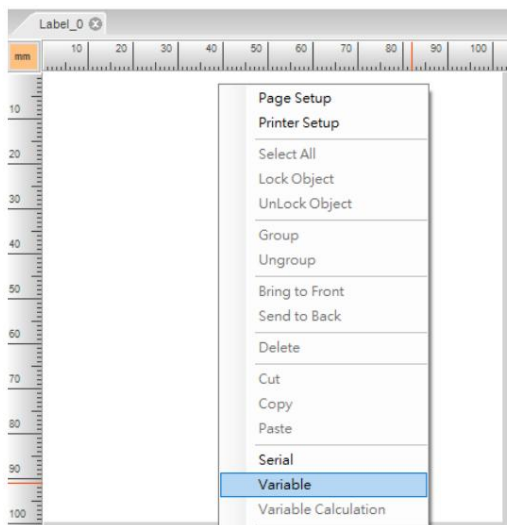 Label_0
mm
10 20 30 40 50 60 70 80 90 100
10
20
30
40
50
60
70
80
90
100
Page Setup
Printer Setup
Select All
Lock Object
UnLock Object
Group
Ungroup
Bring to Front
Send to Back
Delete
Cut
Copy
Paste
Serial
Variable
Variable Calculation